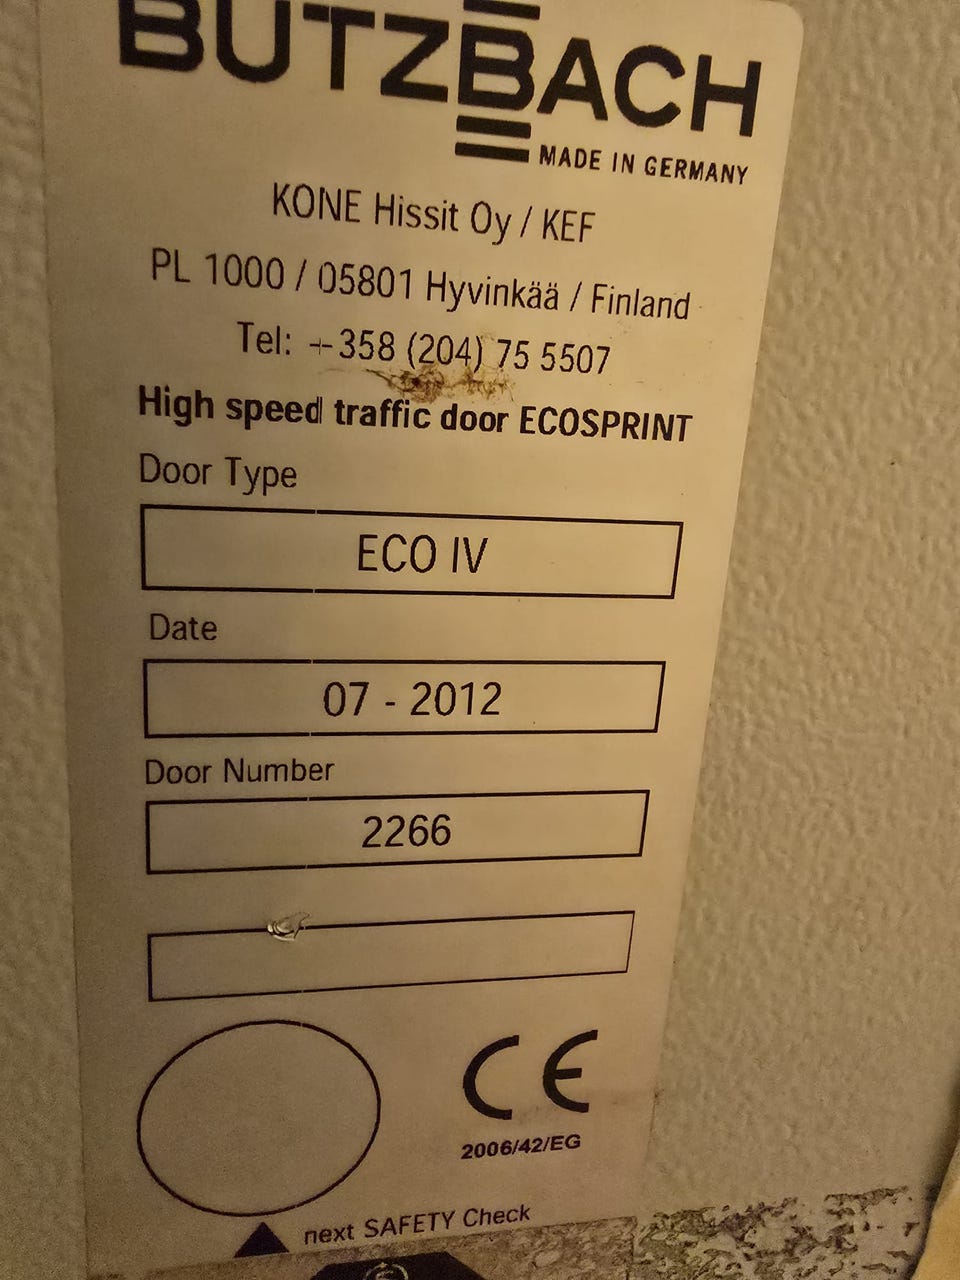 BUTZBACH
MADE IN GERMANY
KONE Hissit Oy / KEF
PL 1000 / 05801 Hyvinkää / Finland
Tel: +358 (204) 75 5507
High speed traffic door ECOSPRINT
Door Type
ECO IV
Date
07 - 2012
Door Number
2266
CE
2006/42/EG
next SAFETY Check